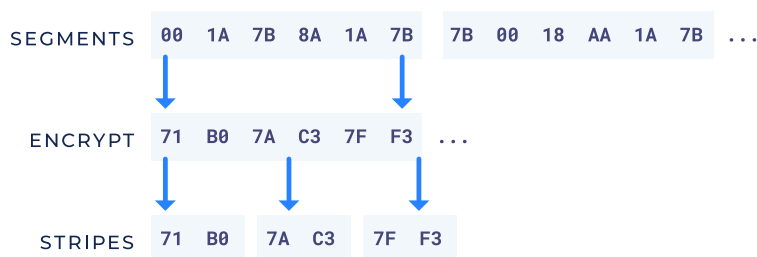 SEGMENTS 00 1A 7B 8A 1A 7B 7B 00 18 AA 1A 7B ...
ENCRYPT 71 B0 7A C3 7F F3 ...
STRIPES 71 B0 7A C3 7F F3